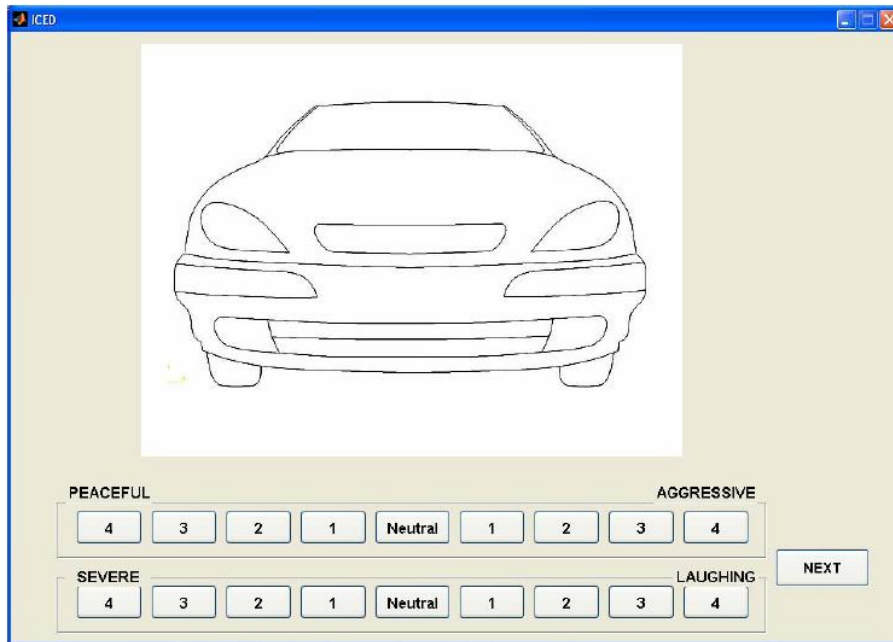 ICED
PEACEFUL AGGRESSIVE
4 3 2 1 Neutral 1 2 3 4
SEVERE LAUGHING
4 3 2 1 Neutral 1 2 3 4
NEXT